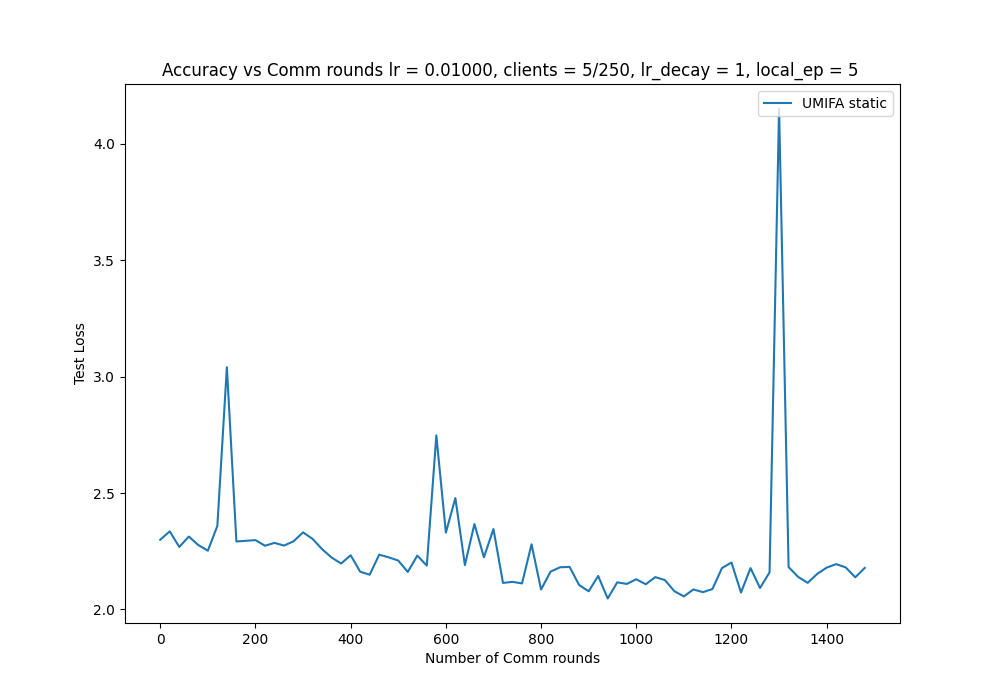 Accuracy vs Comm rounds lr = 0.01000, clients = 5/250, lr_decay = 1, local_ep = 5
UMIFA static
4.0
3.5
3.0
2.5
2.0
Test Loss
0 200 400 600 800 1000 1200 1400
Number of Comm rounds